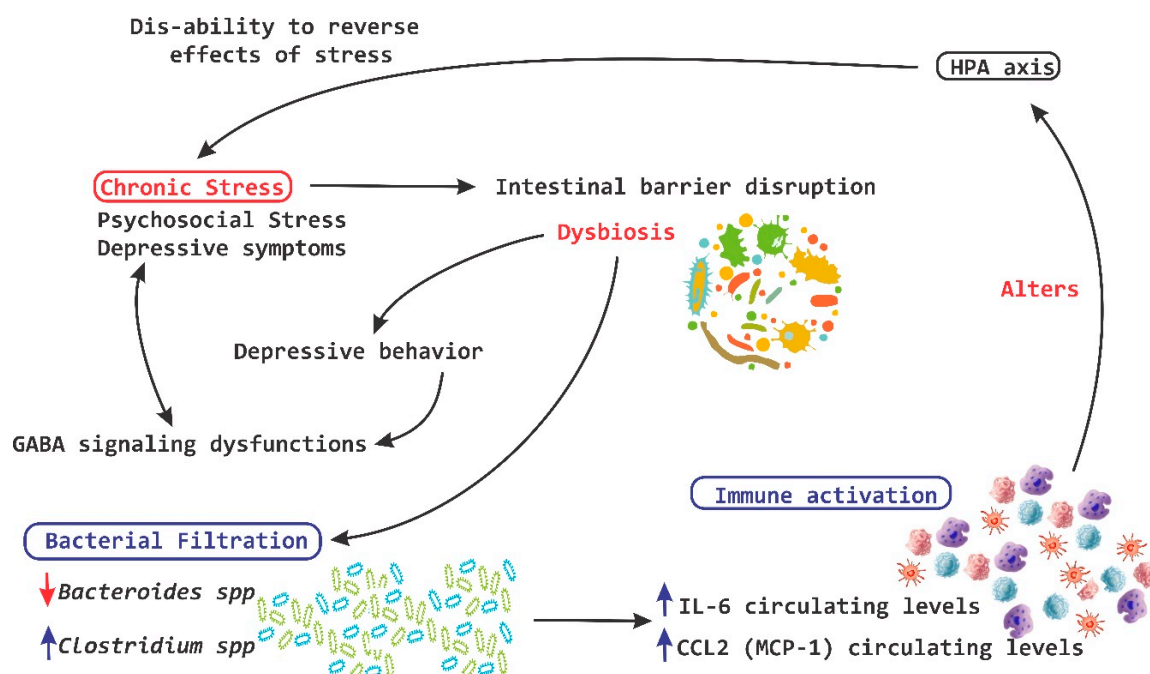 Dis-ability to reverse
effects of stress
HPA axis
Chronic Stress
Psychosocial Stress
Depressive symptoms
Intestinal barrier disruption
Dysbiosis
Alters
Depressive behavior
GABA signaling dysfunctions
Immune activation
Bacterial Filtration
Bacteroides spp
Clostridium spp
IL-6 circulating levels
CCL2 (MCP-1) circulating levels